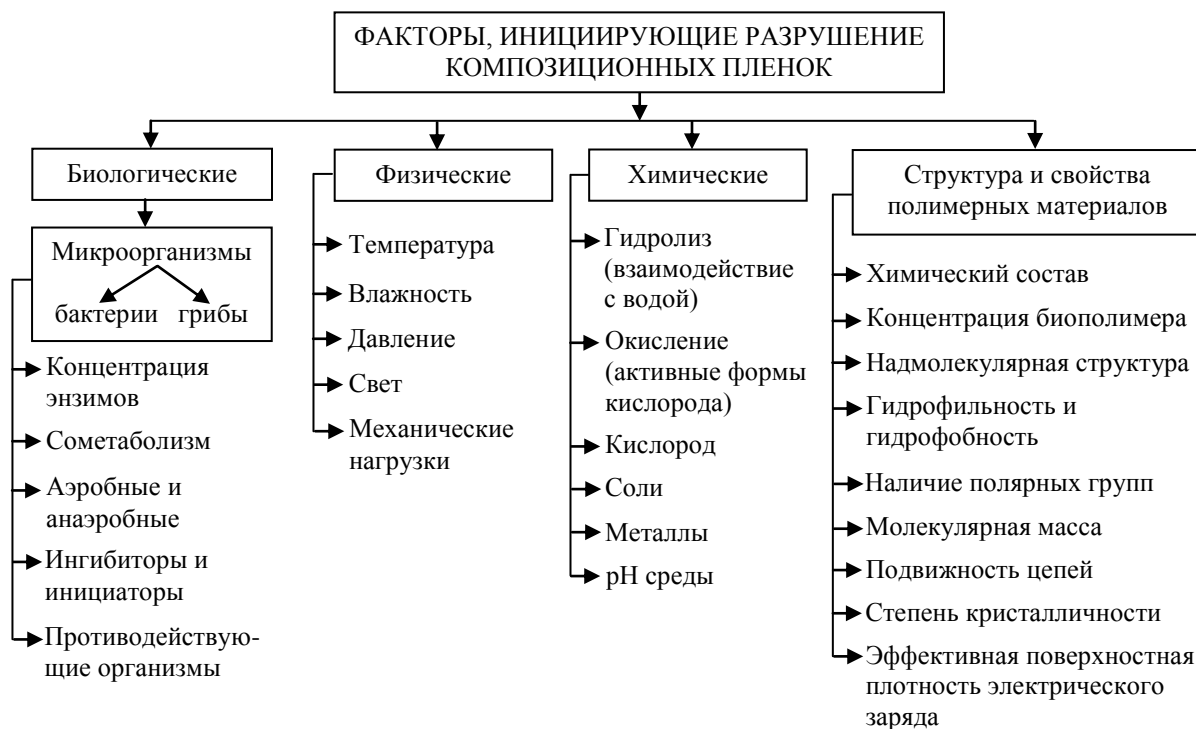 ФАКТОРЫ, ИНИЦИИРУЮЩИЕ РАЗРУШЕНИЕ
КОМПОЗИЦИОННЫХ ПЛЕНОК
Биологические
Микроорганизмы
бактерии грибы
Концентрация
энзимов
Сометаболизм
Аэробные и
анаэробные
Ингибиторы и
инициаторы
Противодействую-
щие организмы
Физические
Температура
Влажность
Давление
Свет
Механические
нагрузки
Химические
Гидролиз
(взаимодействие
с водой)
Окисление
(активные формы
кислорода)
Кислород
Соли
Металлы
pH среды
Структура и свойства
полимерных материалов
Химический состав
Концентрация биополимера
Надмолекулярная структура
Гидрофильность и
гидрофобность
Наличие полярных групп
Молекулярная масса
Подвижность цепей
Степень кристалличности
Эффективная поверхностная
плотность электрического
заряда